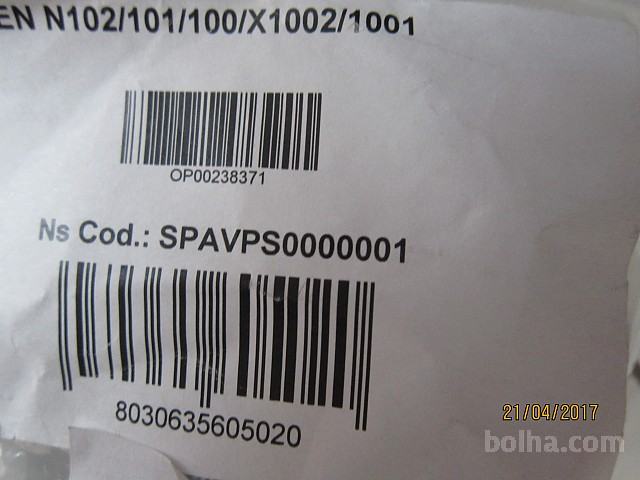 EN N102/101/100/X1002/1001
OP00238371
Ns Cod.: SPAVPS0000001
8030635605020
21/04/2017
bolha.com